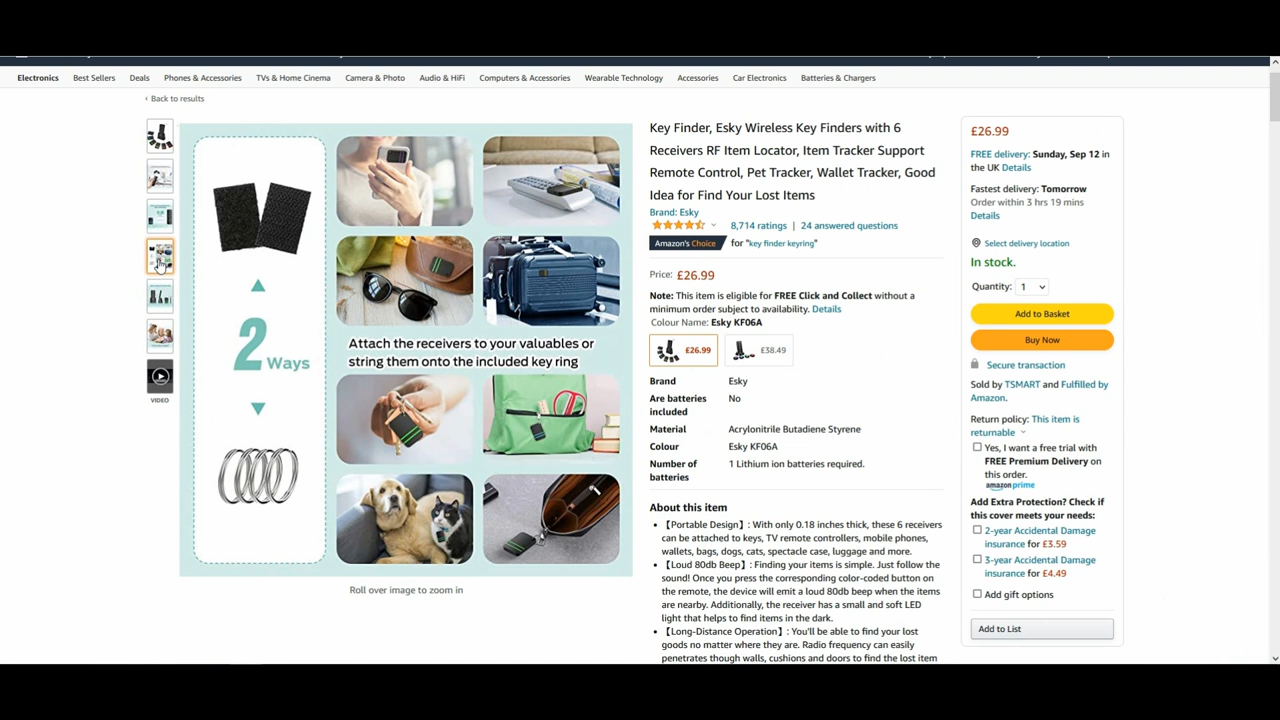 Electronics Best Sellers Deals Phones & Accessories TVs & Home Cinema Camera & Photo Audio & HiFi Computers & Accessories Wearable Technology Accessories Car Electronics Batteries & Chargers
‹ Back to results
VIDEO
2 Ways
Attach the receivers to your valuables or
string them onto the included key ring
Roll over image to zoom in
Key Finder, Esky Wireless Key Finders with 6
Receivers RF Item Locator, Item Tracker Support
Remote Control, Pet Tracker, Wallet Tracker, Good
Idea for Find Your Lost Items
Brand: Esky
8,714 ratings | 24 answered questions
Amazon's Choice for "key finder keyring"
Price: £26.99
Note: This item is eligible for FREE Click and Collect without a
minimum order subject to availability. Details
Colour Name: Esky KF06A
£26.99 £38.49
Brand Esky
Are batteries No
included
Material Acrylonitrile Butadiene Styrene
Colour Esky KF06A
Number of 1 Lithium ion batteries required.
batteries
About this item
• 【Portable Design】: With only 0.18 inches thick, these 6 receivers
can be attached to keys, TV remote controllers, mobile phones,
wallets, bags, dogs, cats, spectacle case, luggage and more.
• 【Loud 80db Beep】: Finding your items is simple. Just follow the
sound! Once you press the corresponding color-coded button on
the remote, the device will emit a loud 80db beep when the items
are nearby. Additionally, the receiver has a small and soft LED
light that helps to find items in the dark.
• 【Long-Distance Operation】: You'll be able to find your lost
goods no matter where they are. Radio frequency can easily
penetrates though walls, cushions and doors to find the lost item
£26.99
FREE delivery: Sunday, Sep 12 in
the UK Details
Fastest delivery: Tomorrow
Order within 3 hrs 19 mins
Details
Select delivery location
In stock.
Quantity: 1
Add to Basket
Buy Now
Secure transaction
Sold by TSMART and Fulfilled by
Amazon.
Return policy: This item is
returnable
Yes, I want a free trial with
FREE Premium Delivery on
this order.
amazon prime
Add Extra Protection? Check if
this cover meets your needs:
2-year Accidental Damage
insurance for £3.59
3-year Accidental Damage
insurance for £4.49
Add gift options
Add to List